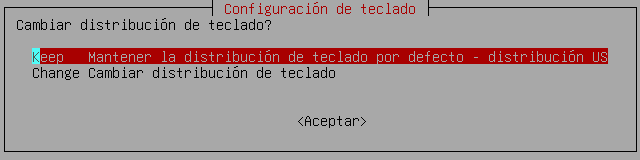 Configuración de teclado
Cambiar distribución de teclado?
Keep Mantener la distribución de teclado por defecto - distribución US
Change Cambiar distribución de teclado
<Aceptar>